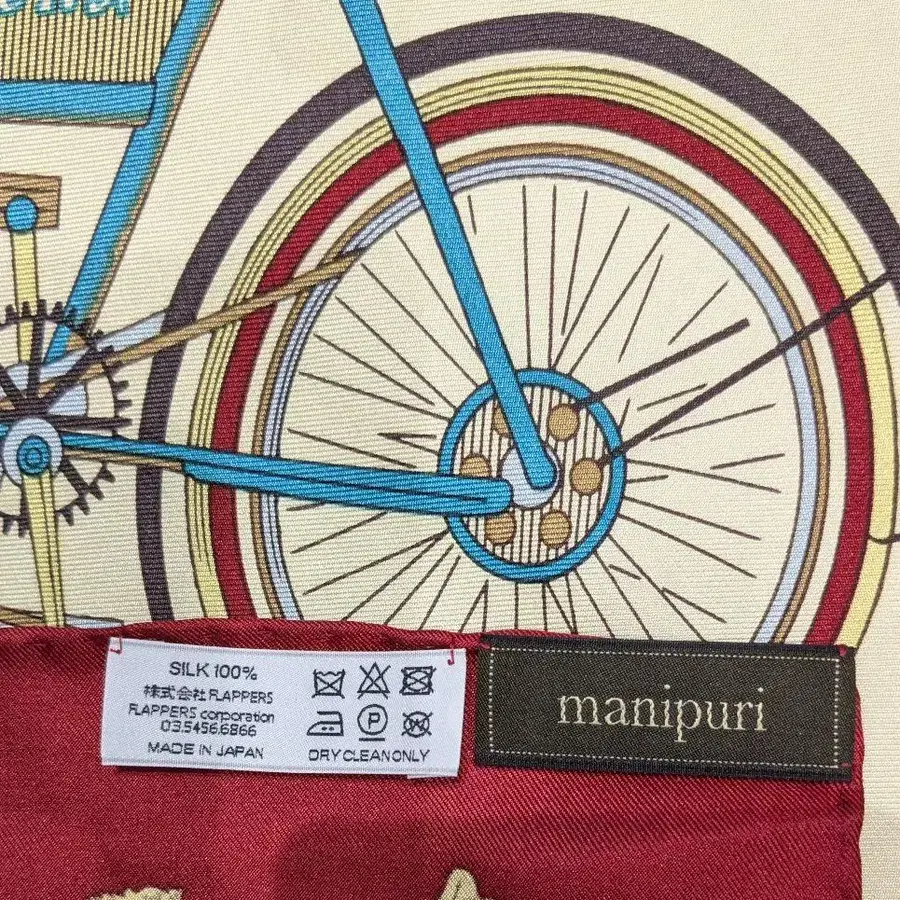 SILK 100%
株式会社 FLAPPERS
FLAPPERS corporation
03.5456.6866
MADE IN JAPAN
P
DRY CLEAN ONLY
manipuri